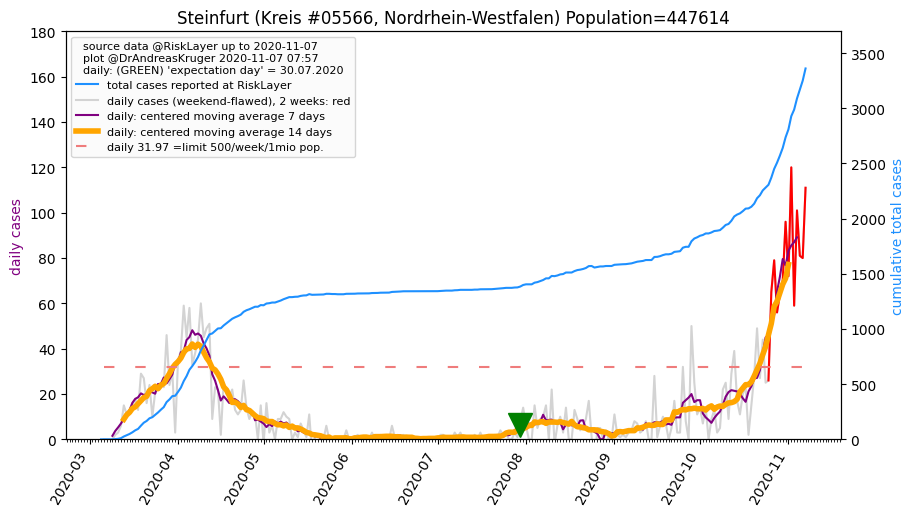 Steinfurt (Kreis #05566, Nordrhein-Westfalen) Population=447614
source data @RiskLayer up to 2020-11-07
plot @DrAndreasKruger 2020-11-07 07:57
daily: (GREEN) 'expectation day' = 30.07.2020
total cases reported at RiskLayer
daily cases (weekend-flawed), 2 weeks: red
daily: centered moving average 7 days
daily: centered moving average 14 days
daily 31.97 =limit 500/week/1mio pop.
daily cases
180
160
140
120
100
80
60
40
20
0
cumulative total cases
3500
3000
2500
2000
1500
1000
500
0
2020-03
2020-04
2020-05
2020-06
2020-07
2020-08
2020-09
2020-10
2020-11